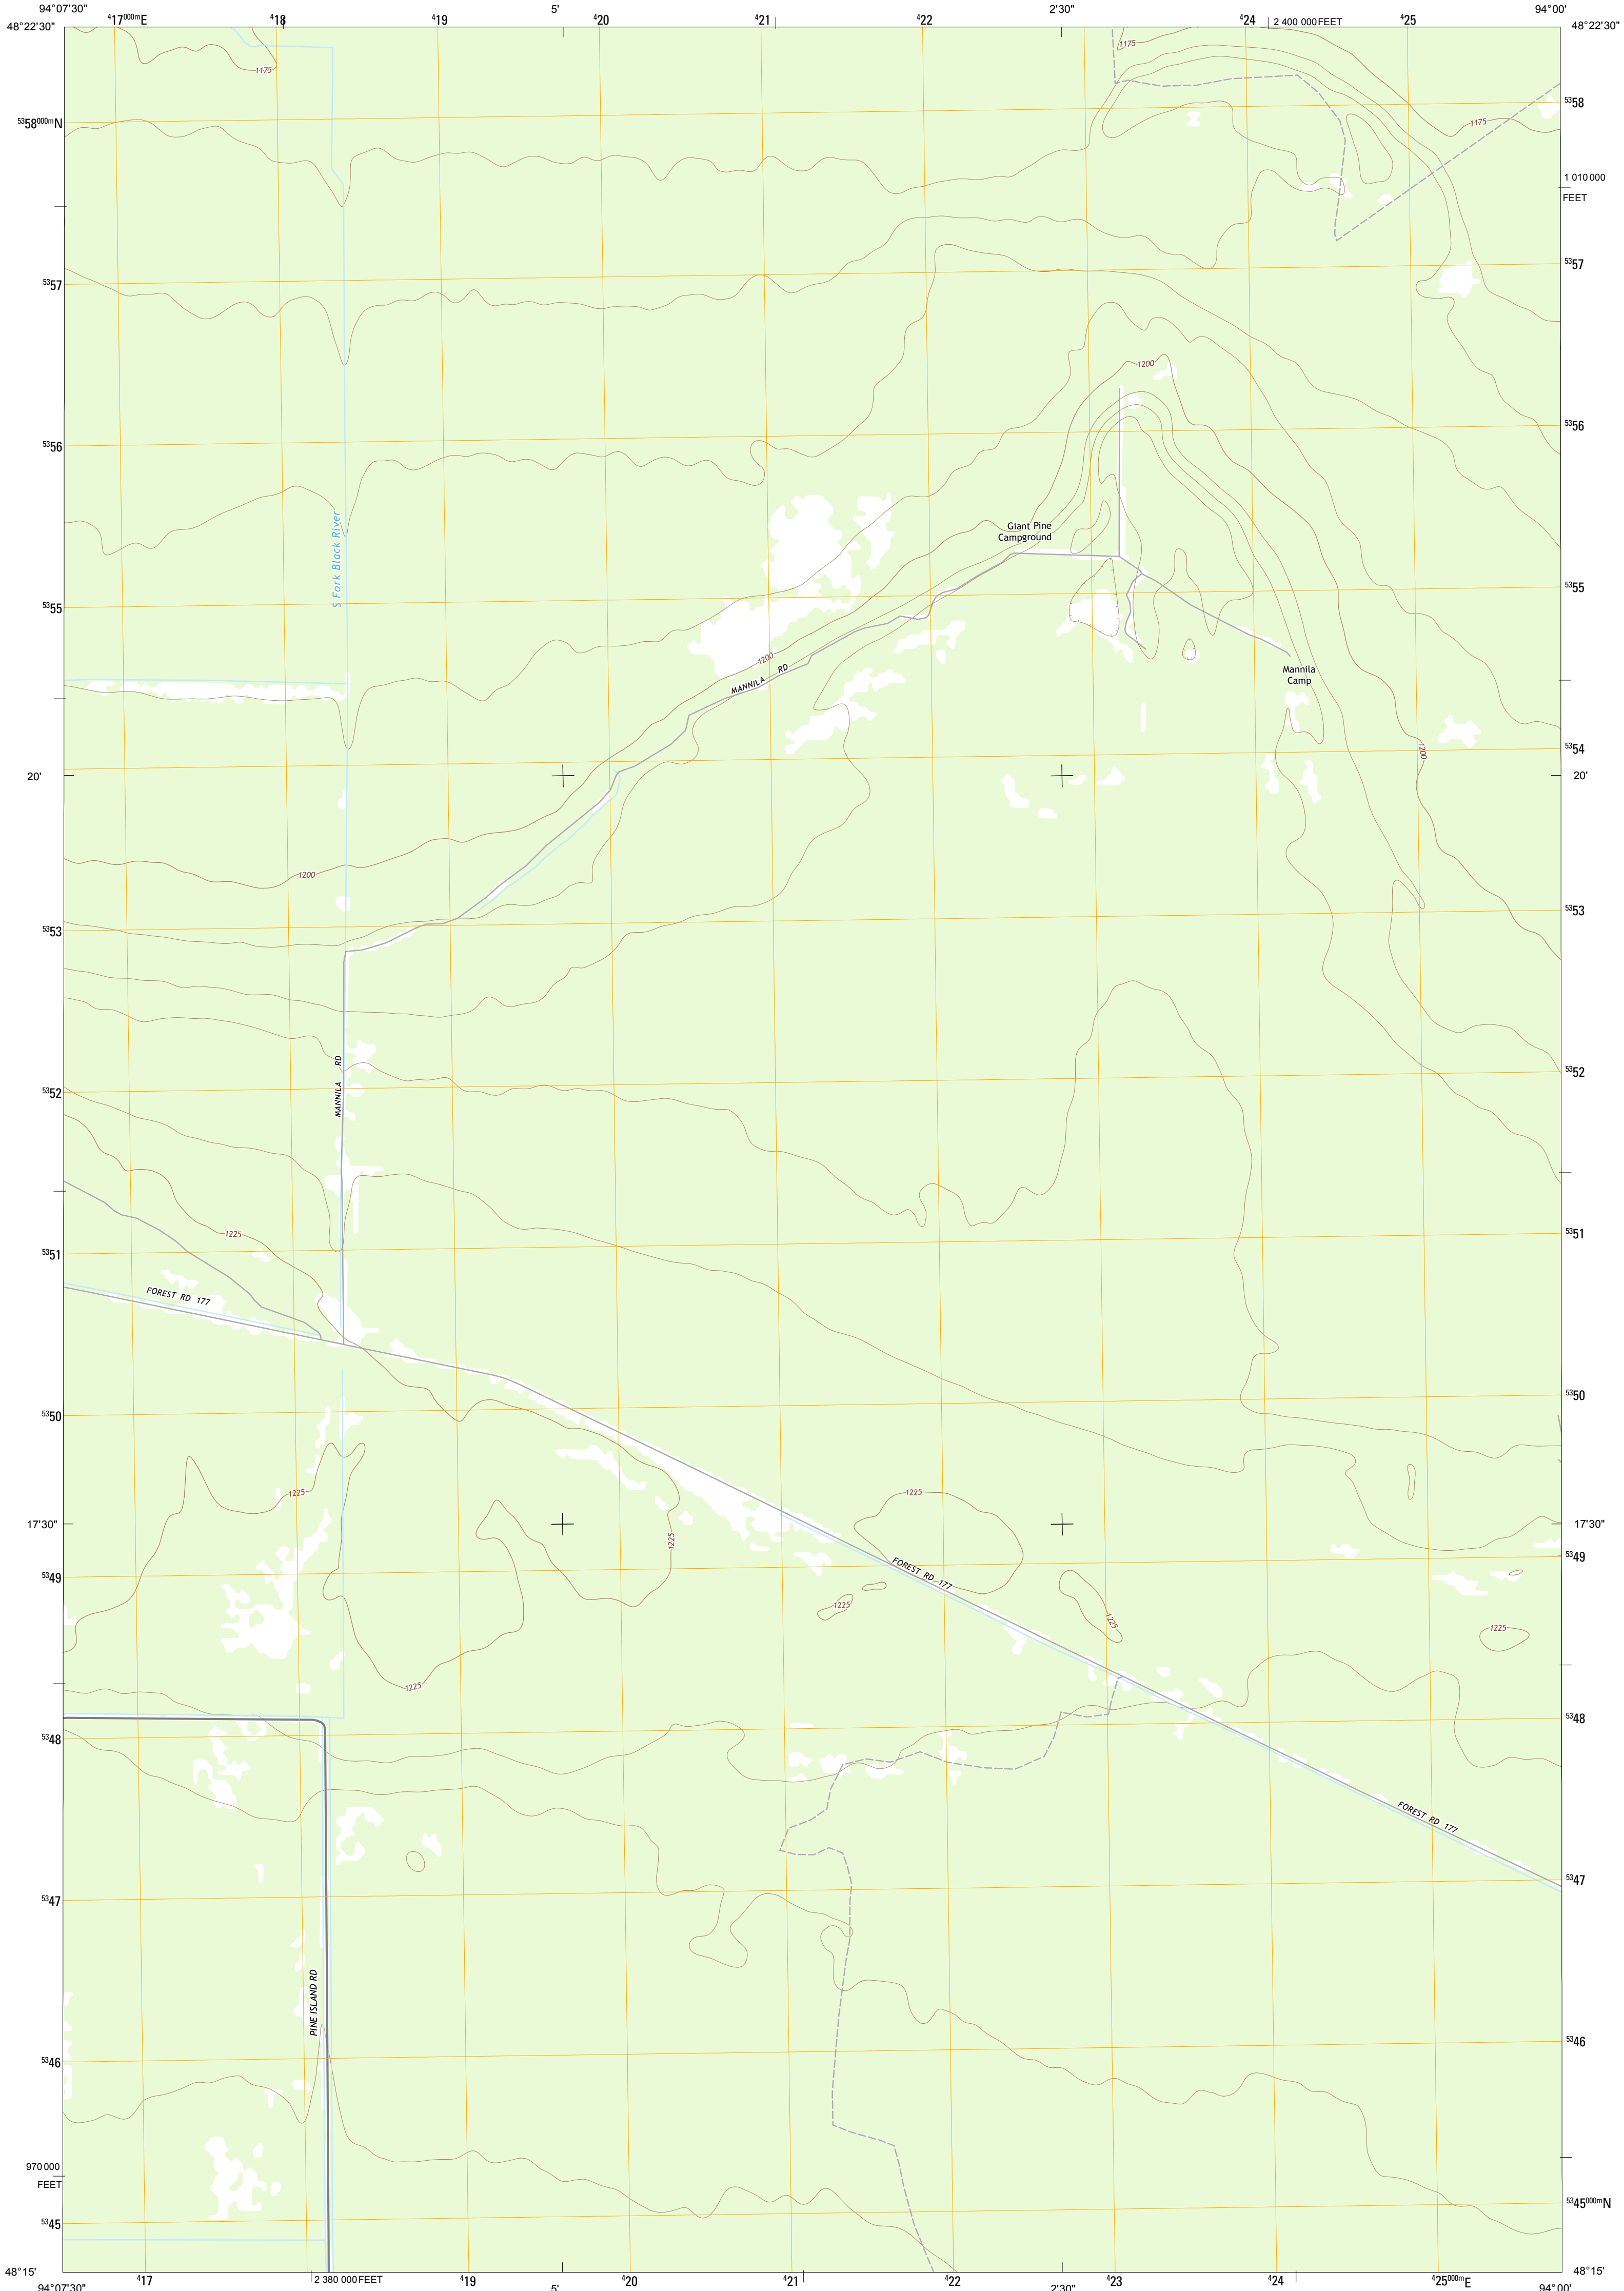 94°07'30" 5' 2'30" 94°00'
⁴17⁰⁰⁰ᵐE ⁴18 ⁴19 ⁴20 ⁴21 ⁴22 ⁴24 2 400 000 FEET ⁴25
48°22'30" 48°22'30"
1175
1175
⁵³58
⁵³58⁰⁰⁰ᵐN
1175
1 010 000
FEET
⁵³57
⁵³57
1200
⁵³56
⁵³56
S Fork Black River
Giant Pine
Campground
⁵³55
⁵³55
1200
MANNILA RD
Mannila
Camp
1200
⁵³54
20' 20'
1200
⁵³53
⁵³53
MANNILA RD
⁵³52
⁵³52
1225
⁵³51
⁵³51
FOREST RD 177
⁵³50
⁵³50
1225
1225
17'30" 17'30"
1225
⁵³49
⁵³49
FOREST RD 177
1225
1225
1225
1225
⁵³48
⁵³48
FOREST RD 177
⁵³47
⁵³47
PINE ISLAND RD
⁵³46
⁵³46
970 000
FEET
⁵³45⁰⁰⁰ᵐN
⁵³45
48°15' 48°15'
⁴17 2 380 000 FEET ⁴19 ⁴20 ⁴21 ⁴22 ⁴23 ⁴24 ⁴25⁰⁰⁰ᵐE
94°07'30" 5' 2'30" 94°00'